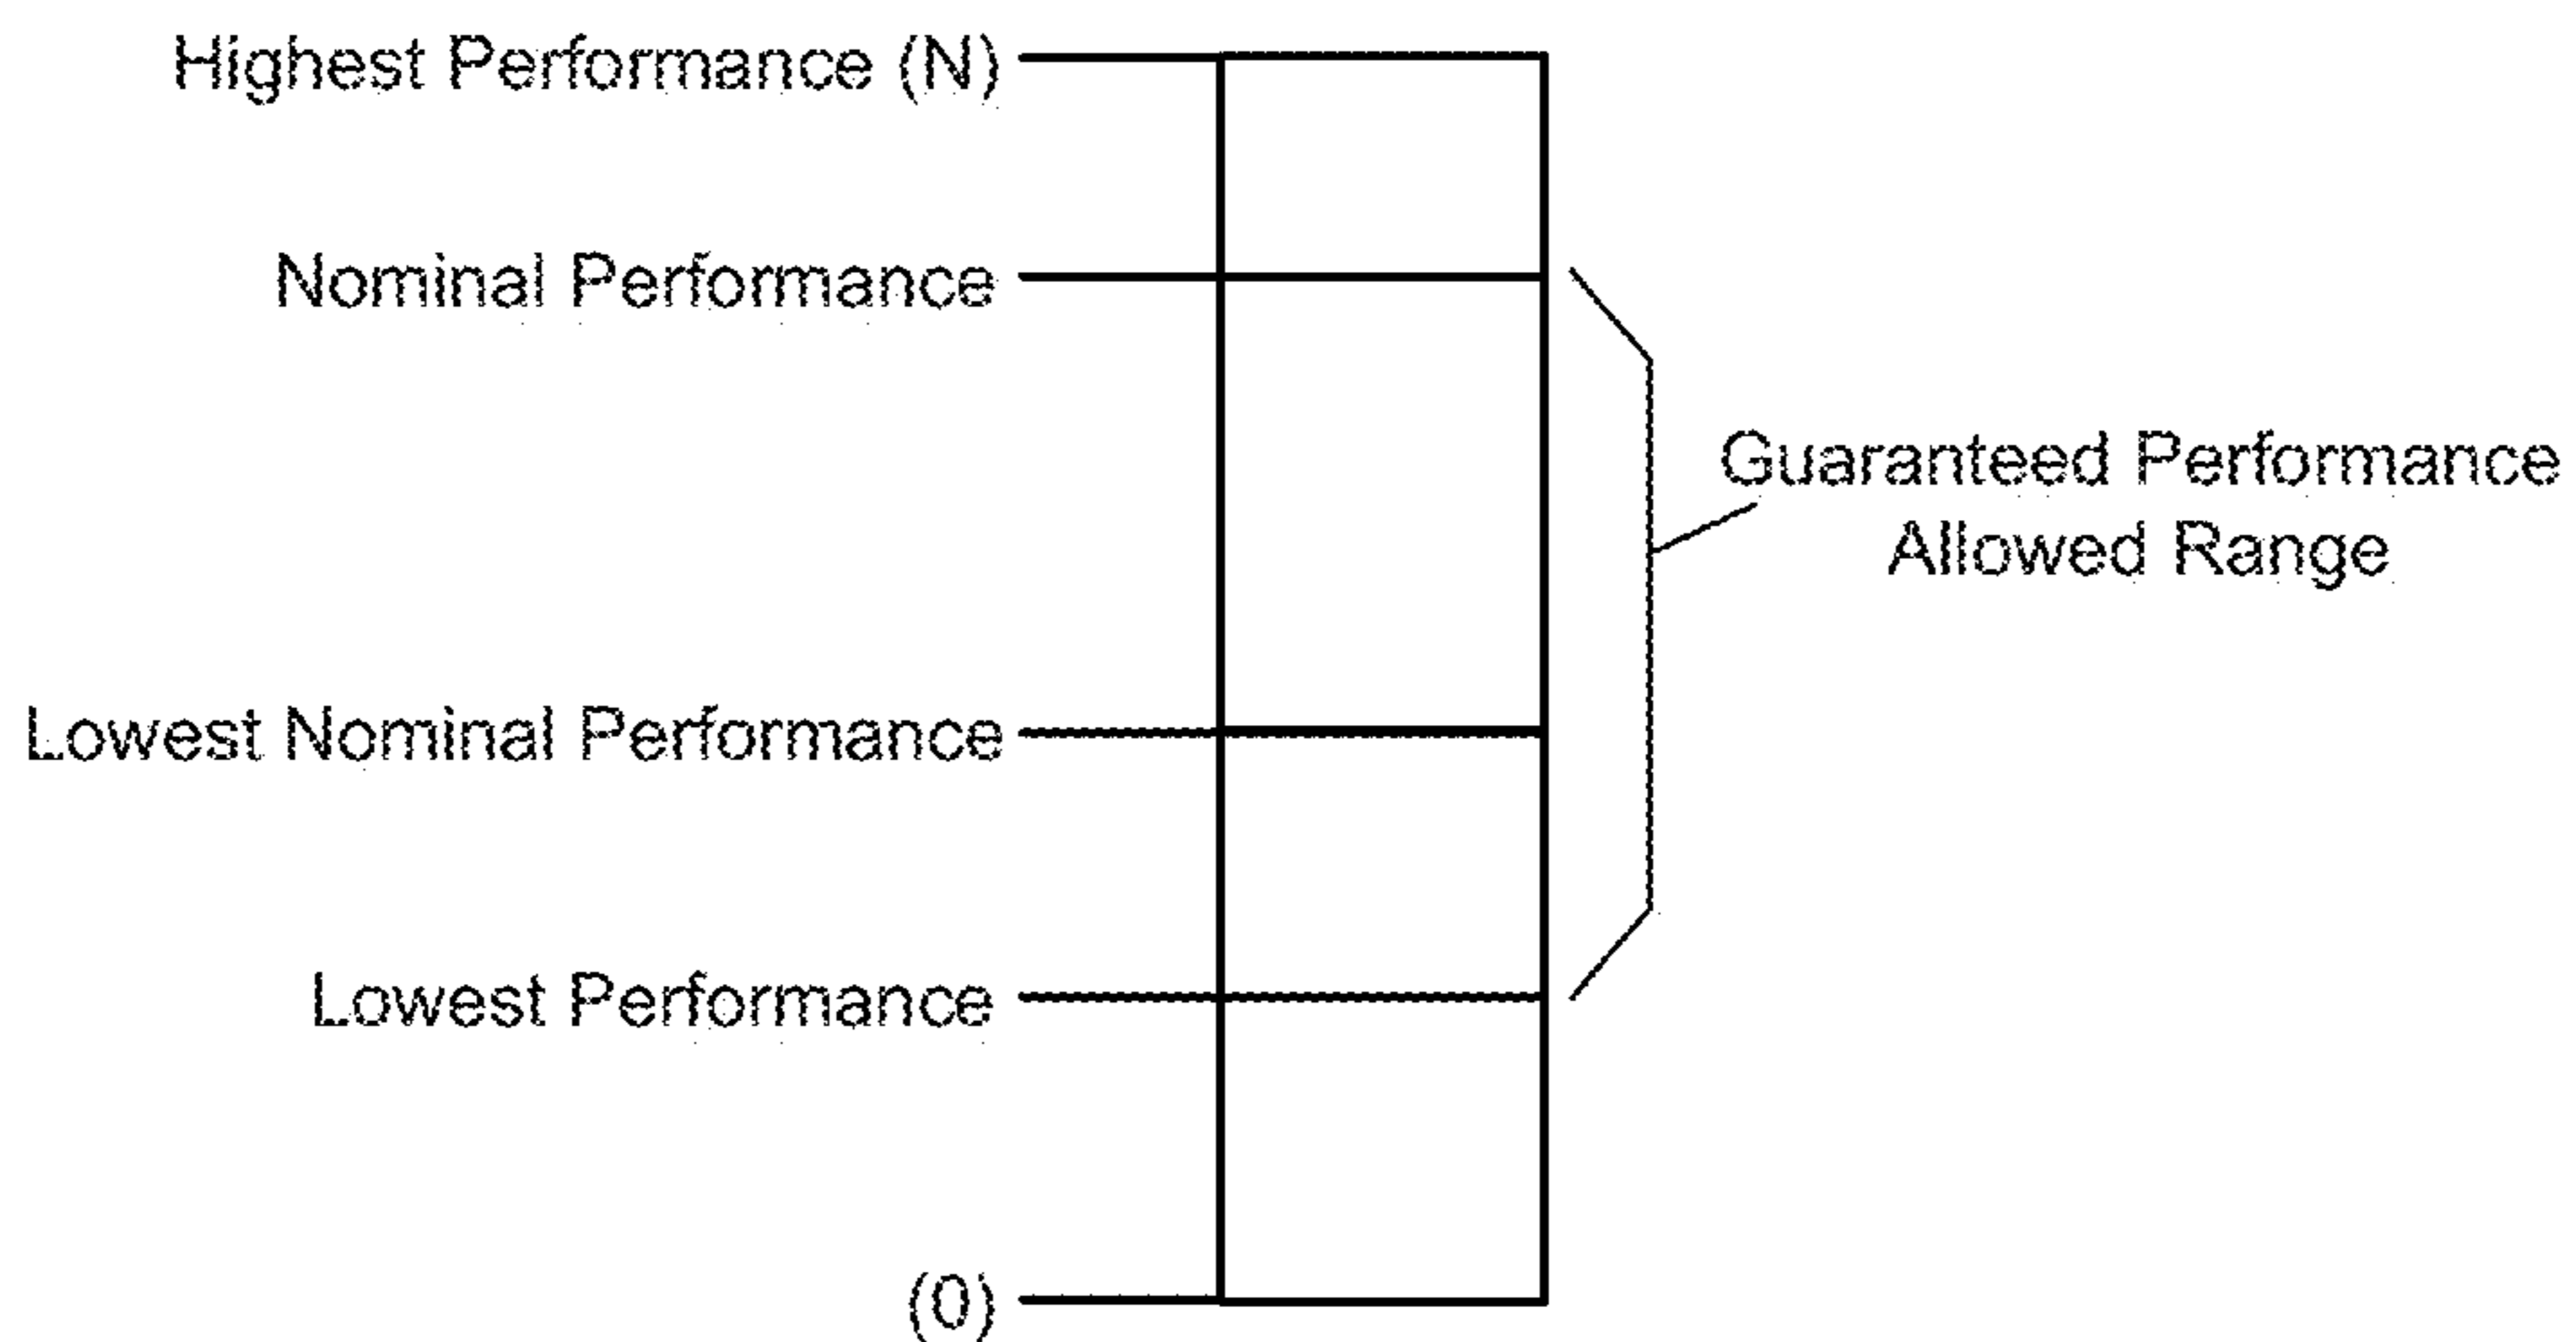 Highest Performance (N)
Nominal Performance
Guaranteed Performance
Allowed Range
Lowest Nominal Performance
Lowest Performance
(0)